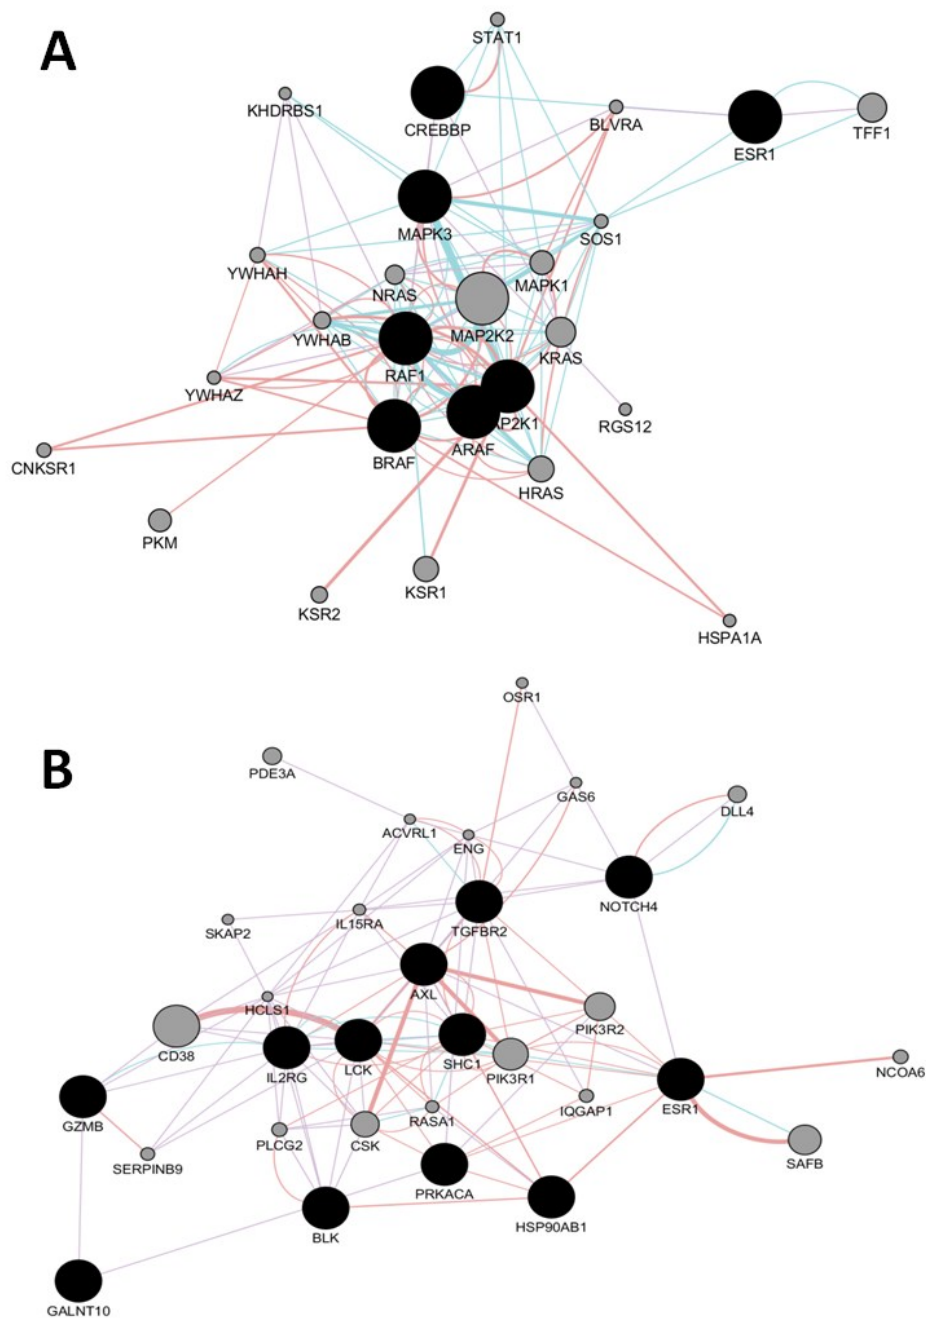 A
STAT1
KHDRBS1
CREBBP
BLVRA
ESR1
TFF1
MAPK3
SOS1
YWHAH
NRAS
MAPK1
MAP2K2
YWHAB
RAF1
KRAS
YWHAZ
AP2K1
RGS12
BRAF
ARAF
CNKSR1
HRAS
PKM
KSR1
KSR2
HSPA1A
B
OSR1
PDE3A
GAS6
DLL4
ACVRL1
ENG
NOTCH4
SKAP2
IL15RA
TGFBR2
AXL
HCLS1
PIK3R2
CD38
IL2RG
LCK
SHC1
PIK3R1
NCOA6
GZMB
RASA1
IQGAP1
ESR1
SERPINB9
PLCG2
CSK
SAFB
PRKACA
BLK
HSP90AB1
GALNT10